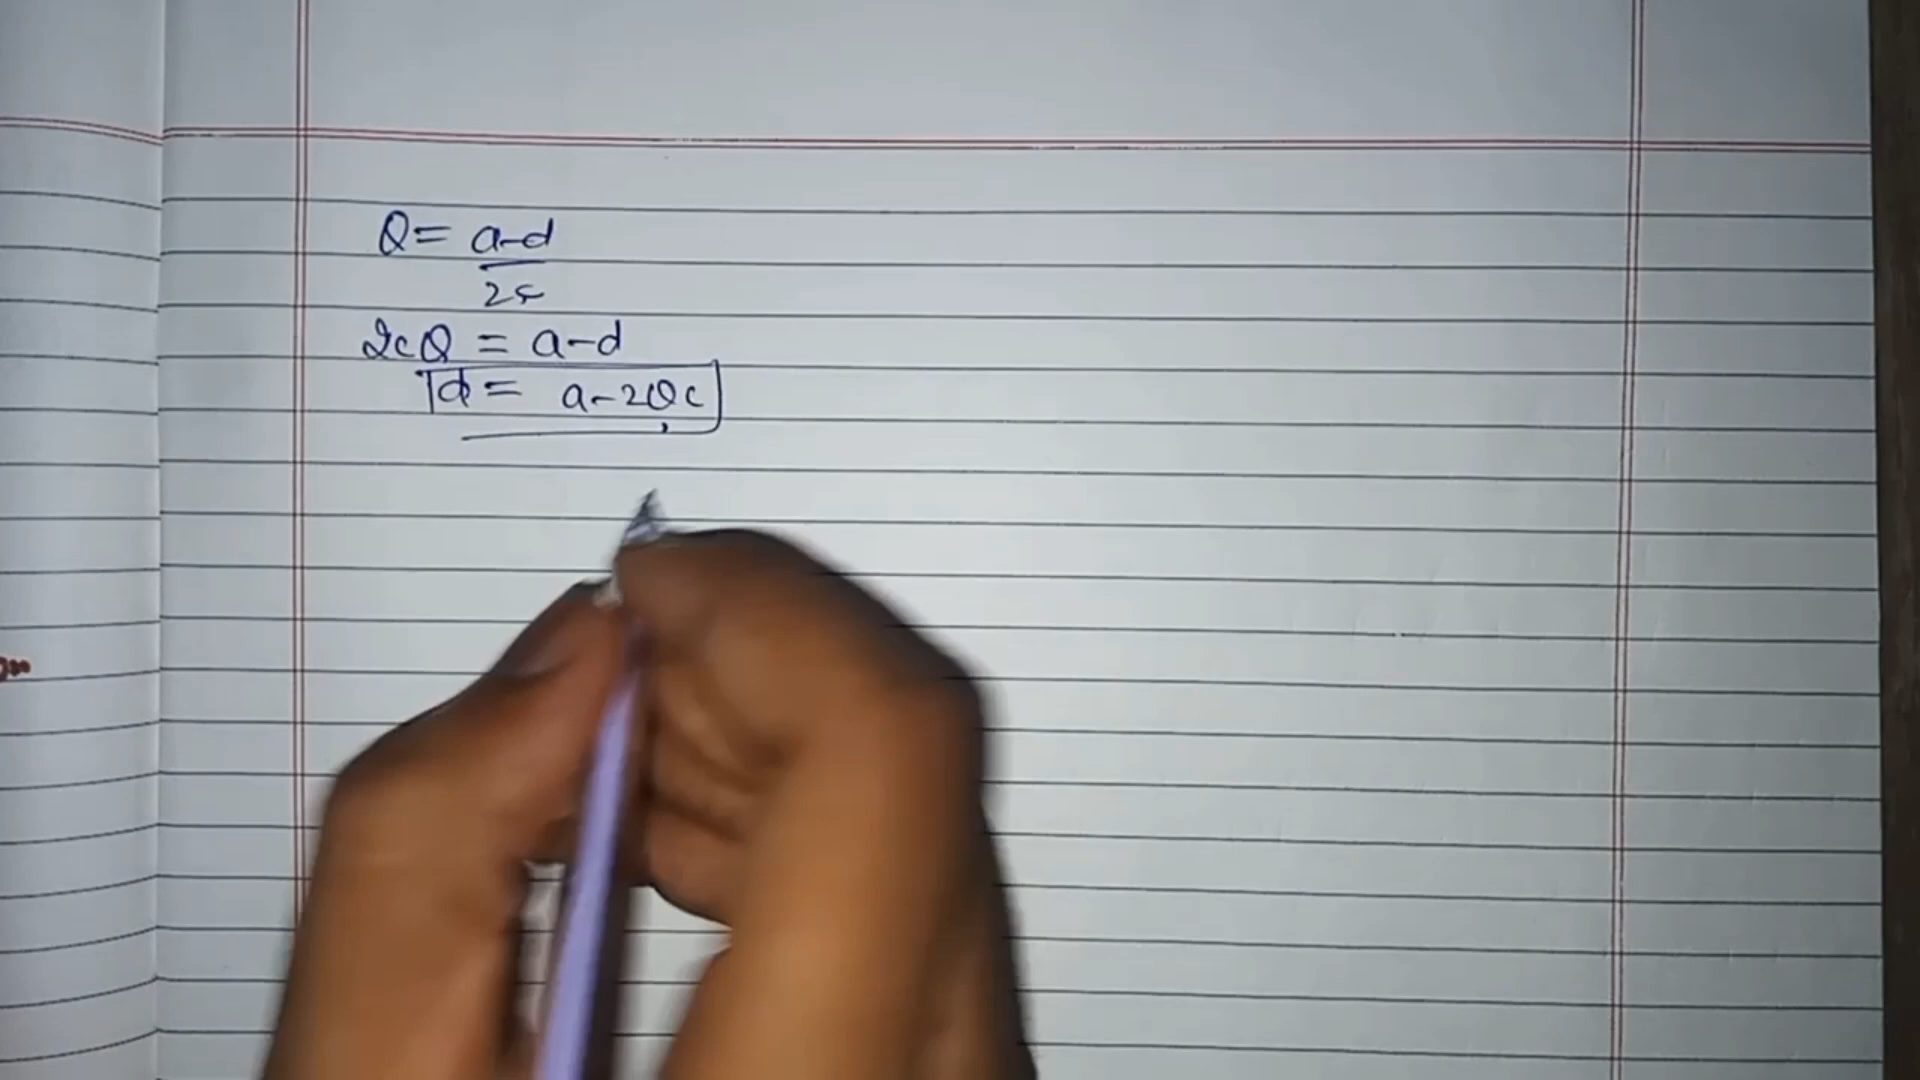 Q = a-d
2c
2cQ = a-d
d = a-2Qc